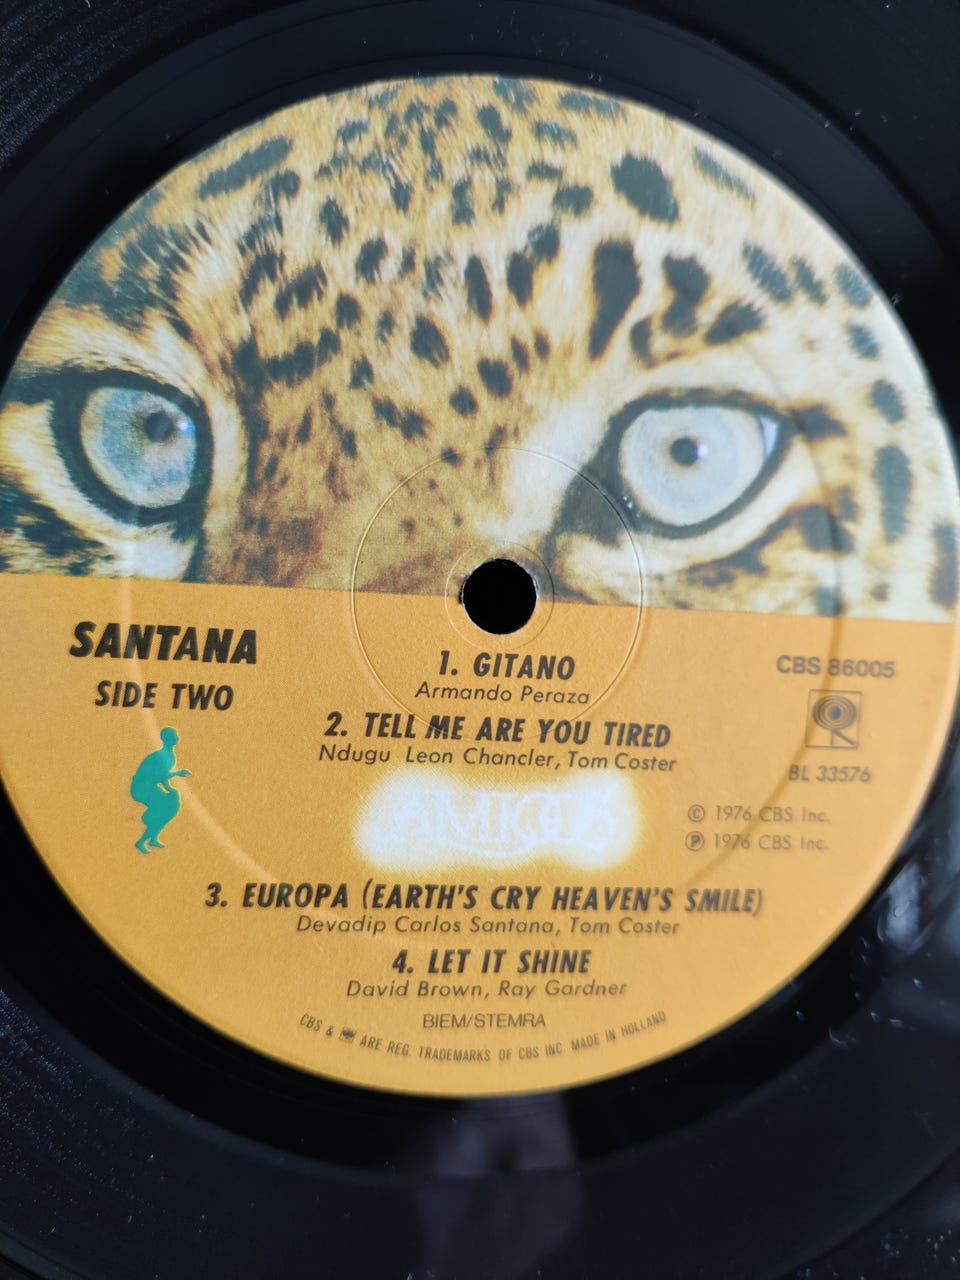 SANTANA
SIDE TWO
1. GITANO
Armando Peraza
2. TELL ME ARE YOU TIRED
Ndugu Leon Chancler, Tom Coster
AMIGOS
3. EUROPA (EARTH'S CRY HEAVEN'S SMILE)
Devadip Carlos Santana, Tom Coster
4. LET IT SHINE
David Brown, Ray Gardner
BIEM/STEMRA
CBS & ARE REG. TRADEMARKS OF CBS INC. MADE IN HOLLAND
CBS 86005
BL 33576
© 1976 CBS Inc.
℗ 1976 CBS Inc.